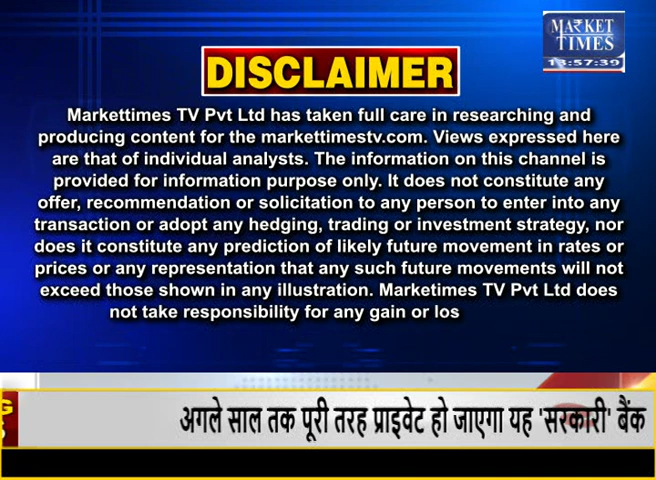 MARKET
TIMES
13:57:39
DISCLAIMER
Markettimes TV Pvt Ltd has taken full care in researching and
producing content for the markettimestv.com. Views expressed here
are that of individual analysts. The information on this channel is
provided for information purpose only. It does not constitute any
offer, recommendation or solicitation to any person to enter into any
transaction or adopt any hedging, trading or investment strategy, nor
does it constitute any prediction of likely future movement in rates or
prices or any representation that any such future movements will not
exceed those shown in any illustration. Marketimes TV Pvt Ltd does
not take responsibility for any gain or los
G
अगले साल तक पूरी तरह प्राइवेट हो जाएगा यह 'सरकारी' बैंक